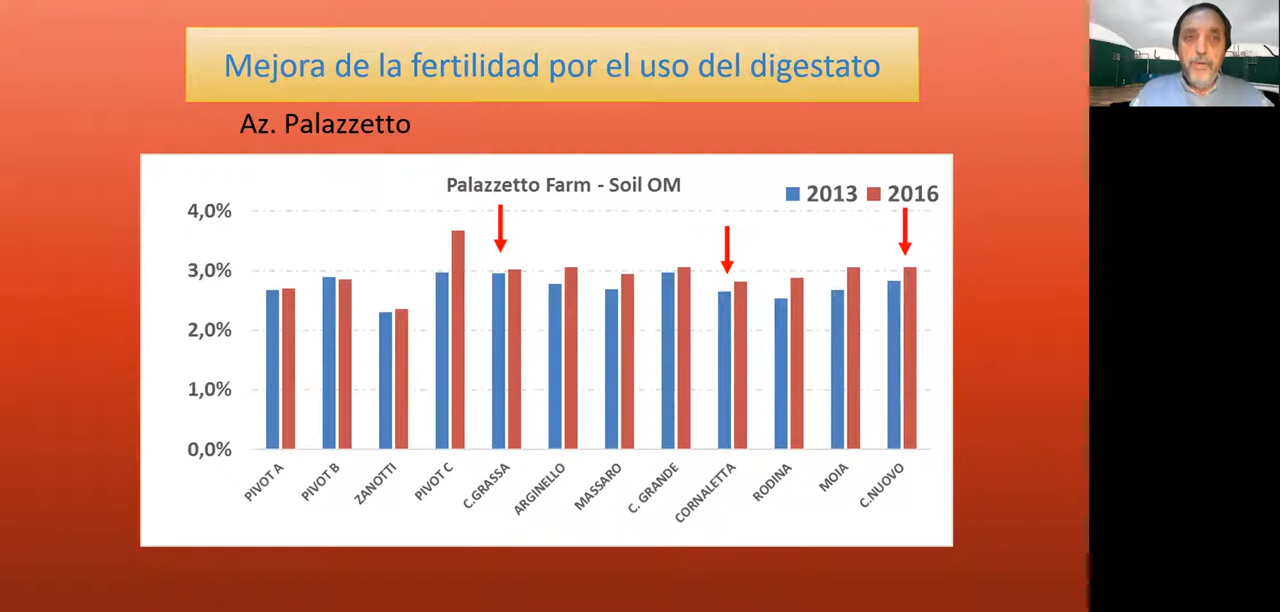 Mejora de la fertilidad por el uso del digestato
Az. Palazzetto
Palazzetto Farm - Soil OM
2013 2016
4,0%
3,0%
2,0%
1,0%
0,0%
PIVOT A
PIVOT B
ZANOTTI
PIVOT C
C.GRASSA
ARGINELLO
MASSARO
C. GRANDE
CORNALETTA
RODINA
MOIA
C.NUOVO